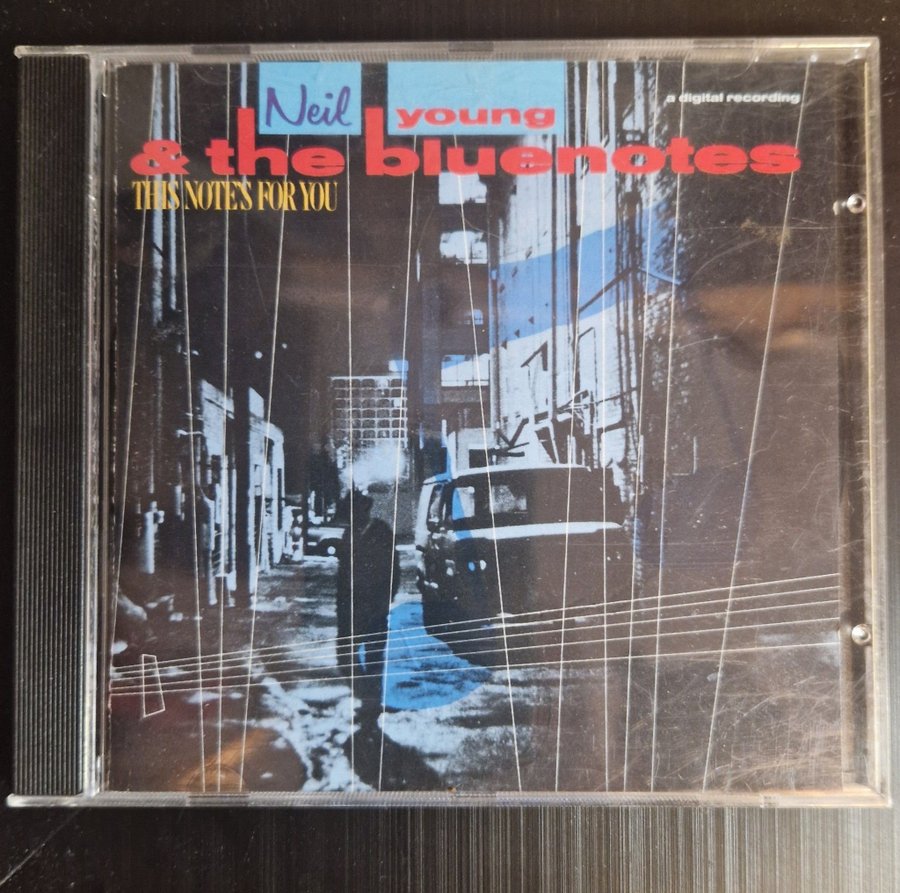 Neil young
a digital recording
& the bluenotes
THIS NOTE'S FOR YOU